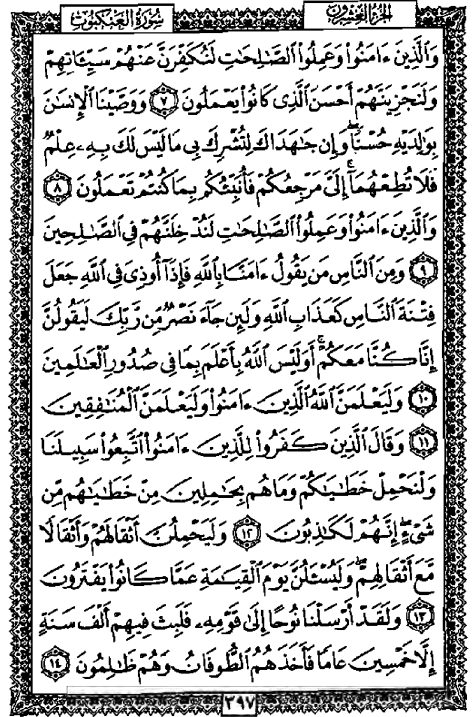 الجزء العشرون
سورة العنكبوت
وَالَّذِينَ ءَامَنُوا وَعَمِلُوا الصَّٰلِحَٰتِ لَنُكَفِّرَنَّ عَنْهُمْ سَيِّـَٔاتِهِمْ
وَلَنَجْزِيَنَّهُمْ أَحْسَنَ الَّذِي كَانُوا يَعْمَلُونَ ٧ وَوَصَّيْنَا الْإِنسَٰنَ
بِوَٰلِدَيْهِ حُسْنًا ۖ وَإِن جَٰهَدَاكَ لِتُشْرِكَ بِي مَا لَيْسَ لَكَ بِهِۦ عِلْمٌ
فَلَا تُطِعْهُمَا ۚ إِلَيَّ مَرْجِعُكُمْ فَأُنَبِّئُكُم بِمَا كُنتُمْ تَعْمَلُونَ ٨
وَالَّذِينَ ءَامَنُوا وَعَمِلُوا الصَّٰلِحَٰتِ لَنُدْخِلَنَّهُمْ فِي الصَّٰلِحِينَ
٩ وَمِنَ النَّاسِ مَن يَقُولُ ءَامَنَّا بِاللَّهِ فَإِذَا أُوذِيَ فِي اللَّهِ جَعَلَ
فِتْنَةَ النَّاسِ كَعَذَابِ اللَّهِ وَلَئِن جَاءَ نَصْرٌ مِّن رَّبِّكَ لَيَقُولُنَّ
إِنَّا كُنَّا مَعَكُمْ ۚ أَوَلَيْسَ اللَّهُ بِأَعْلَمَ بِمَا فِي صُدُورِ الْعَٰلَمِينَ
١٠ وَلَيَعْلَمَنَّ اللَّهُ الَّذِينَ ءَامَنُوا وَلَيَعْلَمَنَّ الْمُنَٰفِقِينَ
١١ وَقَالَ الَّذِينَ كَفَرُوا لِلَّذِينَ ءَامَنُوا اتَّبِعُوا سَبِيلَنَا
وَلْنَحْمِلْ خَطَٰيَٰكُمْ وَمَا هُم بِحَٰمِلِينَ مِنْ خَطَٰيَٰهُم مِّن
شَيْءٍ ۖ إِنَّهُمْ لَكَٰذِبُونَ ١٢ وَلَيَحْمِلُنَّ أَثْقَالَهُمْ وَأَثْقَالًا
مَّعَ أَثْقَالِهِمْ ۖ وَلَيُسْـَٔلُنَّ يَوْمَ الْقِيَٰمَةِ عَمَّا كَانُوا يَفْتَرُونَ
١٣ وَلَقَدْ أَرْسَلْنَا نُوحًا إِلَىٰ قَوْمِهِۦ فَلَبِثَ فِيهِمْ أَلْفَ سَنَةٍ
إِلَّا خَمْسِينَ عَامًا فَأَخَذَهُمُ الطُّوفَانُ وَهُمْ ظَٰلِمُونَ ١٤
٣٩٧